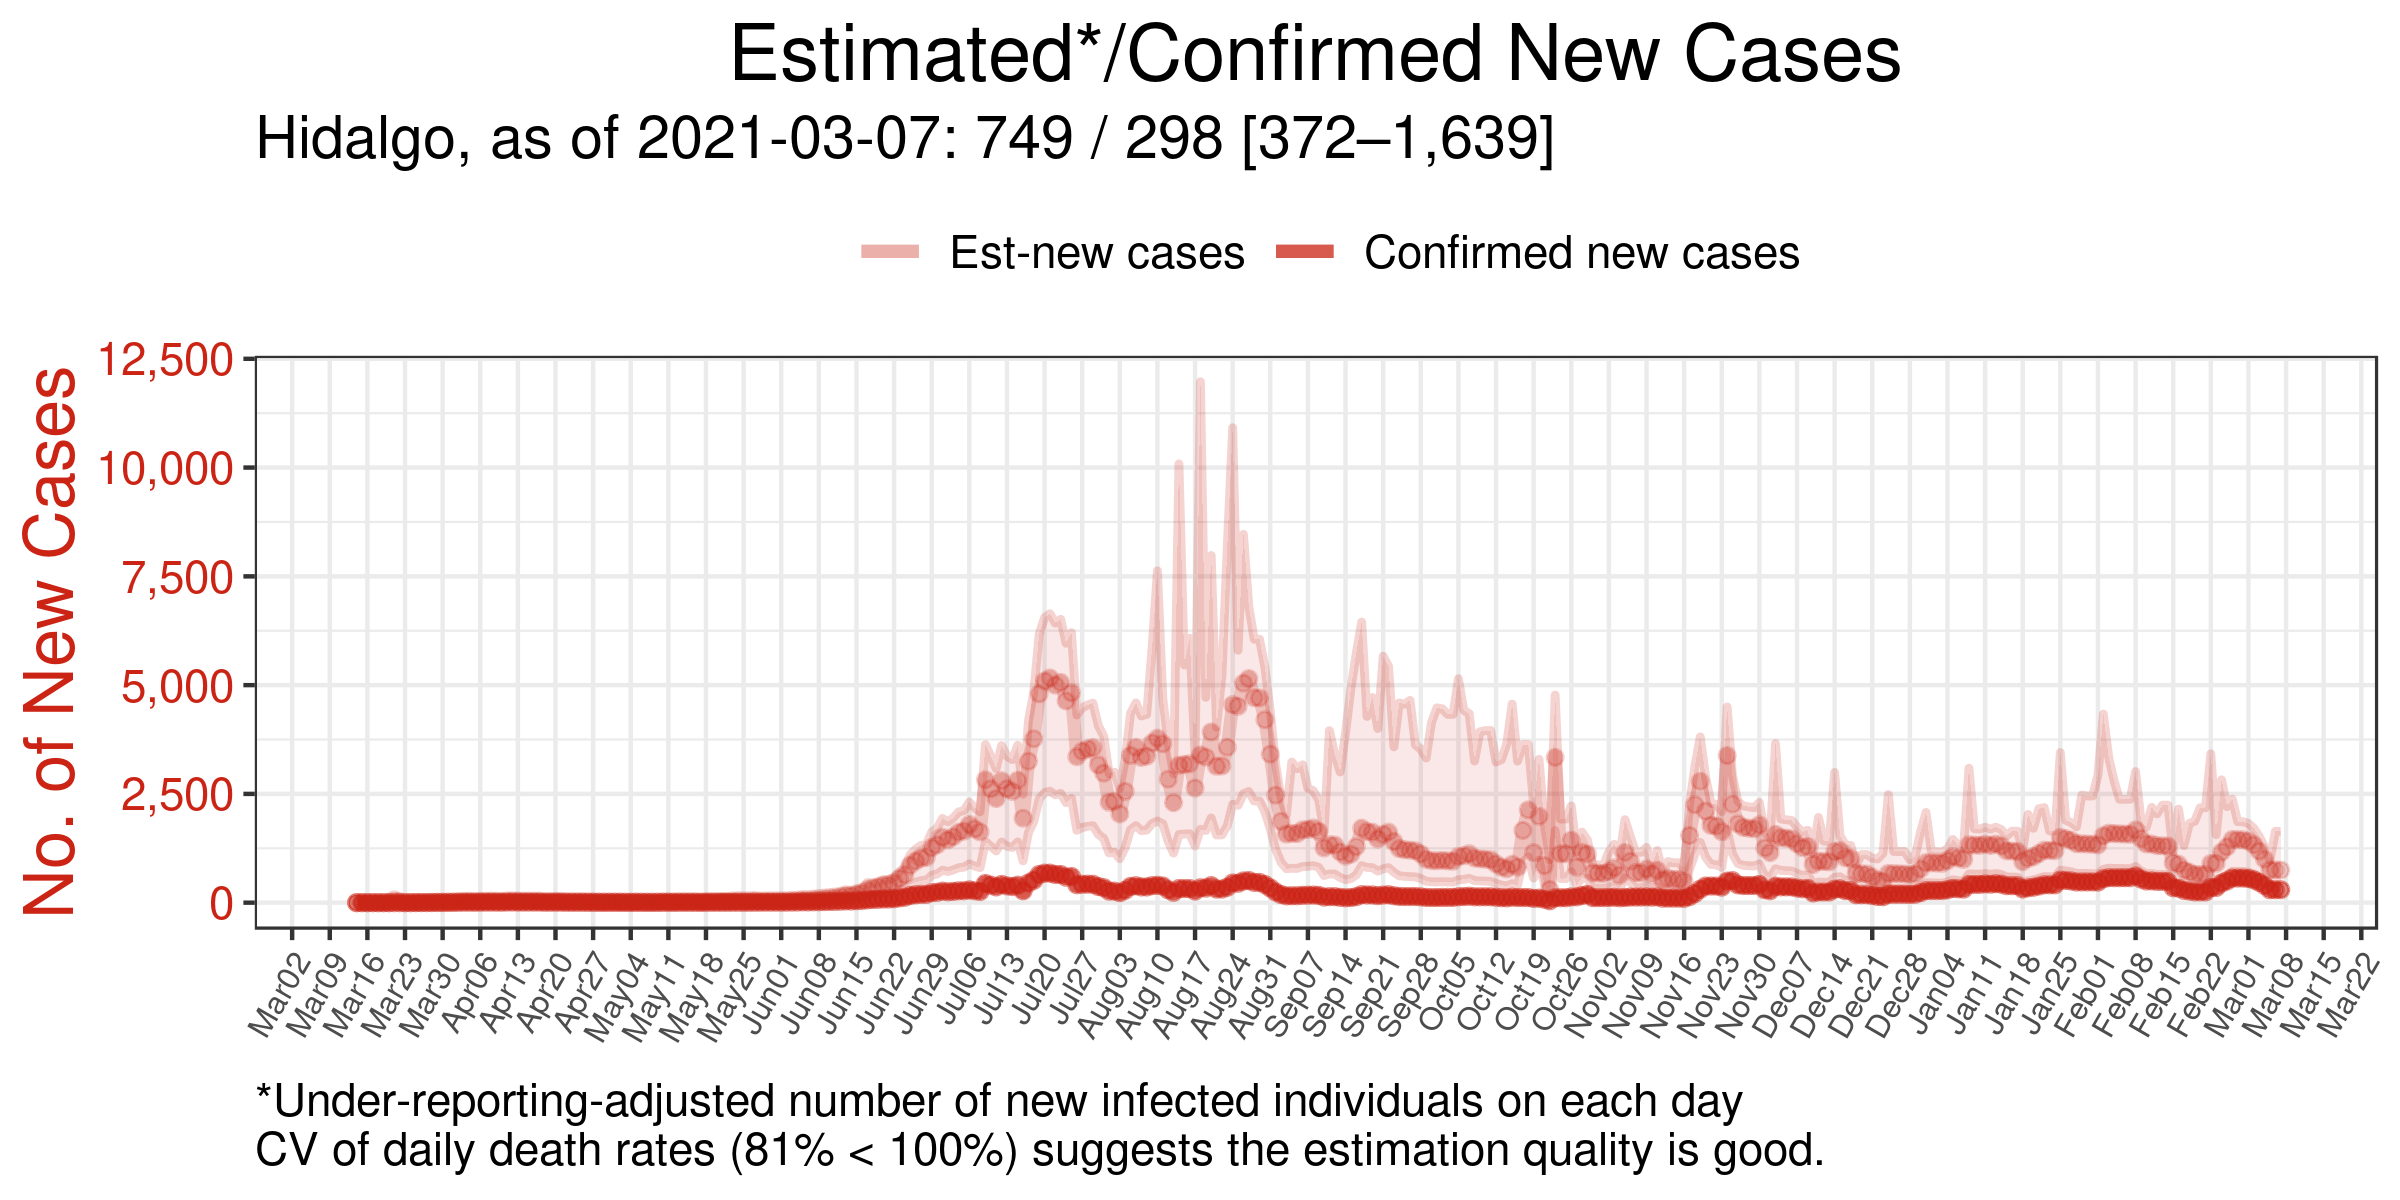 Estimated*/Confirmed New Cases
Hidalgo, as of 2021-03-07: 749 / 298 [372–1,639]
Est-new cases Confirmed new cases
No. of New Cases
12,500
10,000
7,500
5,000
2,500
0
Mar02 Mar09 Mar16 Mar23 Mar30 Apr06 Apr13 Apr20 Apr27 May04 May11 May18 May25 Jun01 Jun08 Jun15 Jun22 Jun29 Jul06 Jul13 Jul20 Jul27 Aug03 Aug10 Aug17 Aug24 Aug31 Sep07 Sep14 Sep21 Sep28 Oct05 Oct12 Oct19 Oct26 Nov02 Nov09 Nov16 Nov23 Nov30 Dec07 Dec14 Dec21 Dec28 Jan04 Jan11 Jan18 Jan25 Feb01 Feb08 Feb15 Feb22 Mar01 Mar08 Mar15 Mar22
*Under-reporting-adjusted number of new infected individuals on each day
CV of daily death rates (81% < 100%) suggests the estimation quality is good.